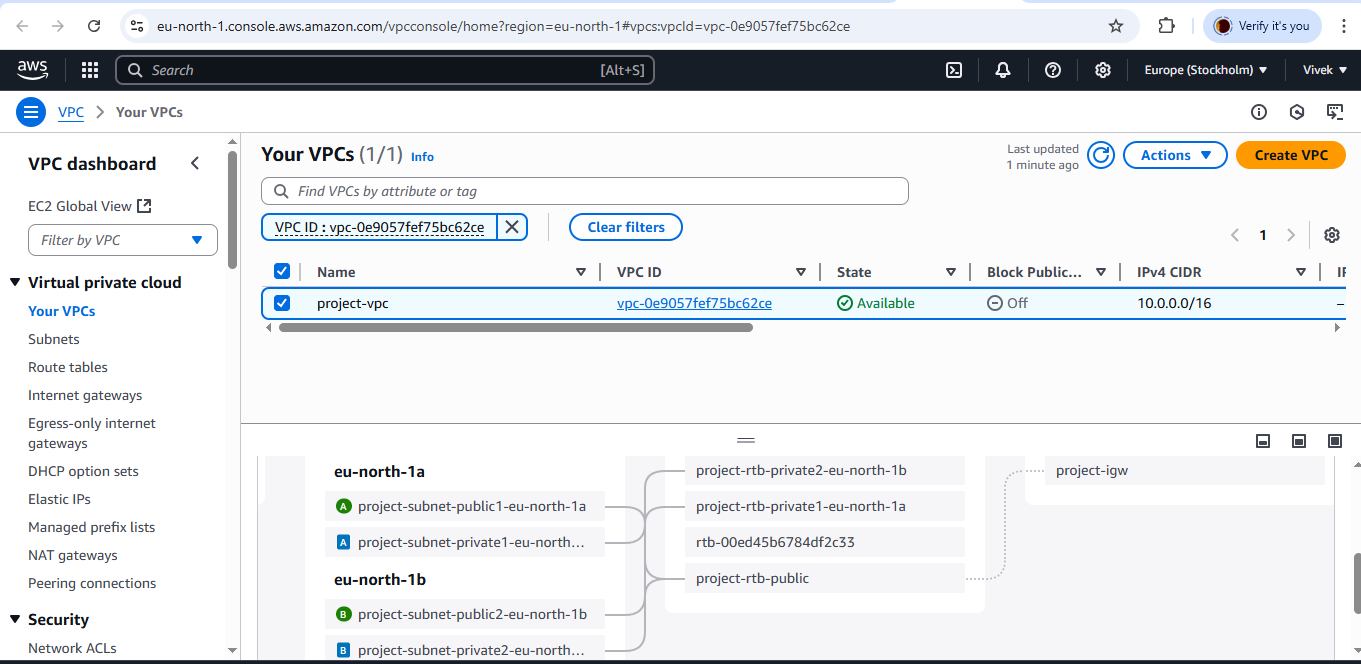 eu-north-1.console.aws.amazon.com/vpcconsole/home?region=eu-north-1#vpcs:vpcId=vpc-0e9057fef75bc62ce
Verify it's you
aws
Search
[Alt+S]
Europe (Stockholm)
Vivek
VPC
Your VPCs
VPC dashboard
EC2 Global View
Filter by VPC
Virtual private cloud
Your VPCs
Subnets
Route tables
Internet gateways
Egress-only internet
gateways
DHCP option sets
Elastic IPs
Managed prefix lists
NAT gateways
Peering connections
Security
Network ACLs
Your VPCs (1/1) Info
Last updated
1 minute ago
Actions
Create VPC
Find VPCs by attribute or tag
VPC ID : vpc-0e9057fef75bc62ce
Clear filters
1
Name VPC ID State Block Public... IPv4 CIDR
project-vpc vpc-0e9057fef75bc62ce Available Off 10.0.0.0/16 –
eu-north-1a
A project-subnet-public1-eu-north-1a
A project-subnet-private1-eu-north...
eu-north-1b
B project-subnet-public2-eu-north-1b
B project-subnet-private2-eu-north...
project-rtb-private2-eu-north-1b
project-rtb-private1-eu-north-1a
rtb-00ed45b6784df2c33
project-rtb-public
project-igw